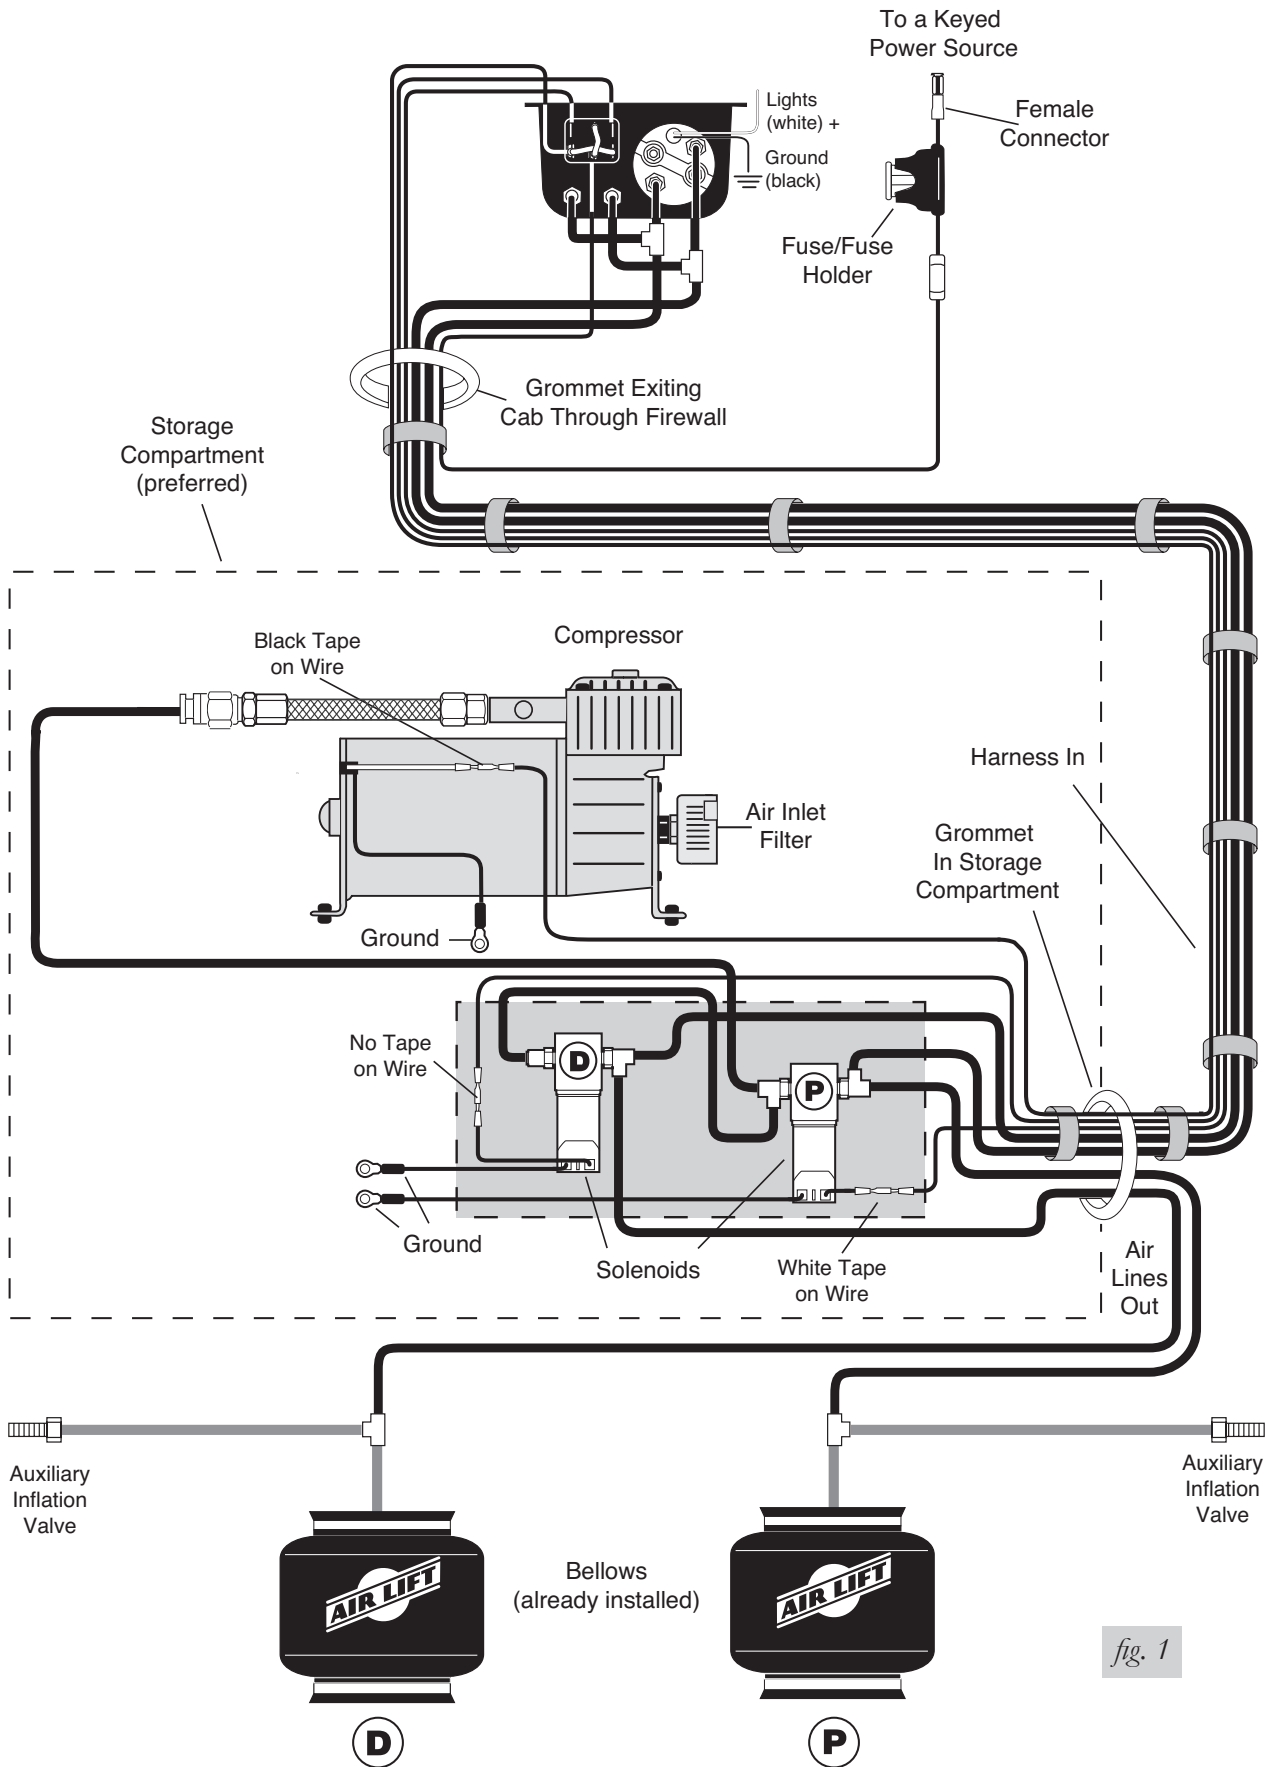 To a Keyed
Power Source
Lights
(white) +
Female
Connector
Ground
(black)
Fuse/Fuse
Holder
Grommet Exiting
Cab Through Firewall
Storage
Compartment
(preferred)
Black Tape
on Wire
Compressor
Harness In
Air Inlet
Filter
Grommet
In Storage
Compartment
Ground
No Tape
on Wire
D
P
Ground
Solenoids
White Tape
on Wire
Air
Lines
Out
Auxiliary
Inflation
Valve
Auxiliary
Inflation
Valve
AIR LIFT
Bellows
(already installed)
AIR LIFT
fig. 1
D
P